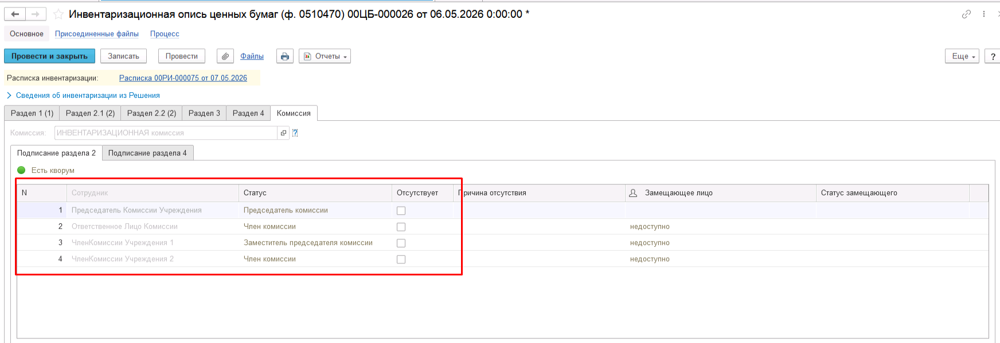 Инвентаризационная опись ценных бумаг (ф. 0510470) 00ЦБ-000026 от 06.05.2026 0:00:00 *
Основное Присоединенные файлы Процесс
Провести и закрыть Записать Провести Файлы Отчеты Еще ?
Расписка инвентаризации: Расписка 00РИ-000075 от 07.05.2026
Сведения об инвентаризации из Решения
Раздел 1 (1) Раздел 2.1 (2) Раздел 2.2 (2) Раздел 3 Раздел 4 Комиссия
Комиссия: ИНВЕНТАРИЗАЦИОННАЯ комиссия ?
Подписание раздела 2 Подписание раздела 4
Есть кворум
N Сотрудник Статус Отсутствует Причина отсутствия Замещающее лицо Статус замещающего
1 Председатель Комиссии Учреждения Председатель комиссии
2 Ответственное Лицо Комиссии Член комиссии недоступно
3 ЧленКомиссии Учреждения 1 Заместитель председателя комиссии недоступно
4 ЧленКомиссии Учреждения 2 Член комиссии недоступно